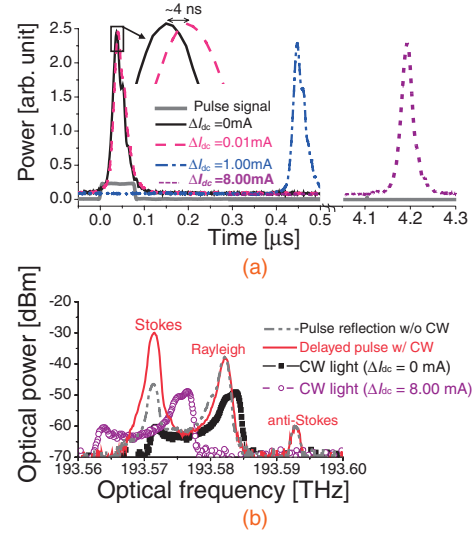 (a)
~4 ns
Power [arb. unit]
2.5
2.0
1.5
1.0
0.5
0.0
Pulse signal
ΔI_dc =0mA
ΔI_dc =0.01mA
ΔI_dc =1.00mA
ΔI_dc =8.00mA
0.0 0.1 0.2 0.3 0.4 0.5 4.1 4.2 4.3
Time [μs]
(a)
Optical power [dBm]
-20
-30
-40
-50
-60
-70
Stokes
Rayleigh
anti-Stokes
Pulse reflection w/o CW
Delayed pulse w/ CW
CW light (ΔI_dc = 0 mA)
CW light (ΔI_dc = 8.00 mA)
193.56 193.57 193.58 193.59 193.60
Optical frequency [THz]
(b)